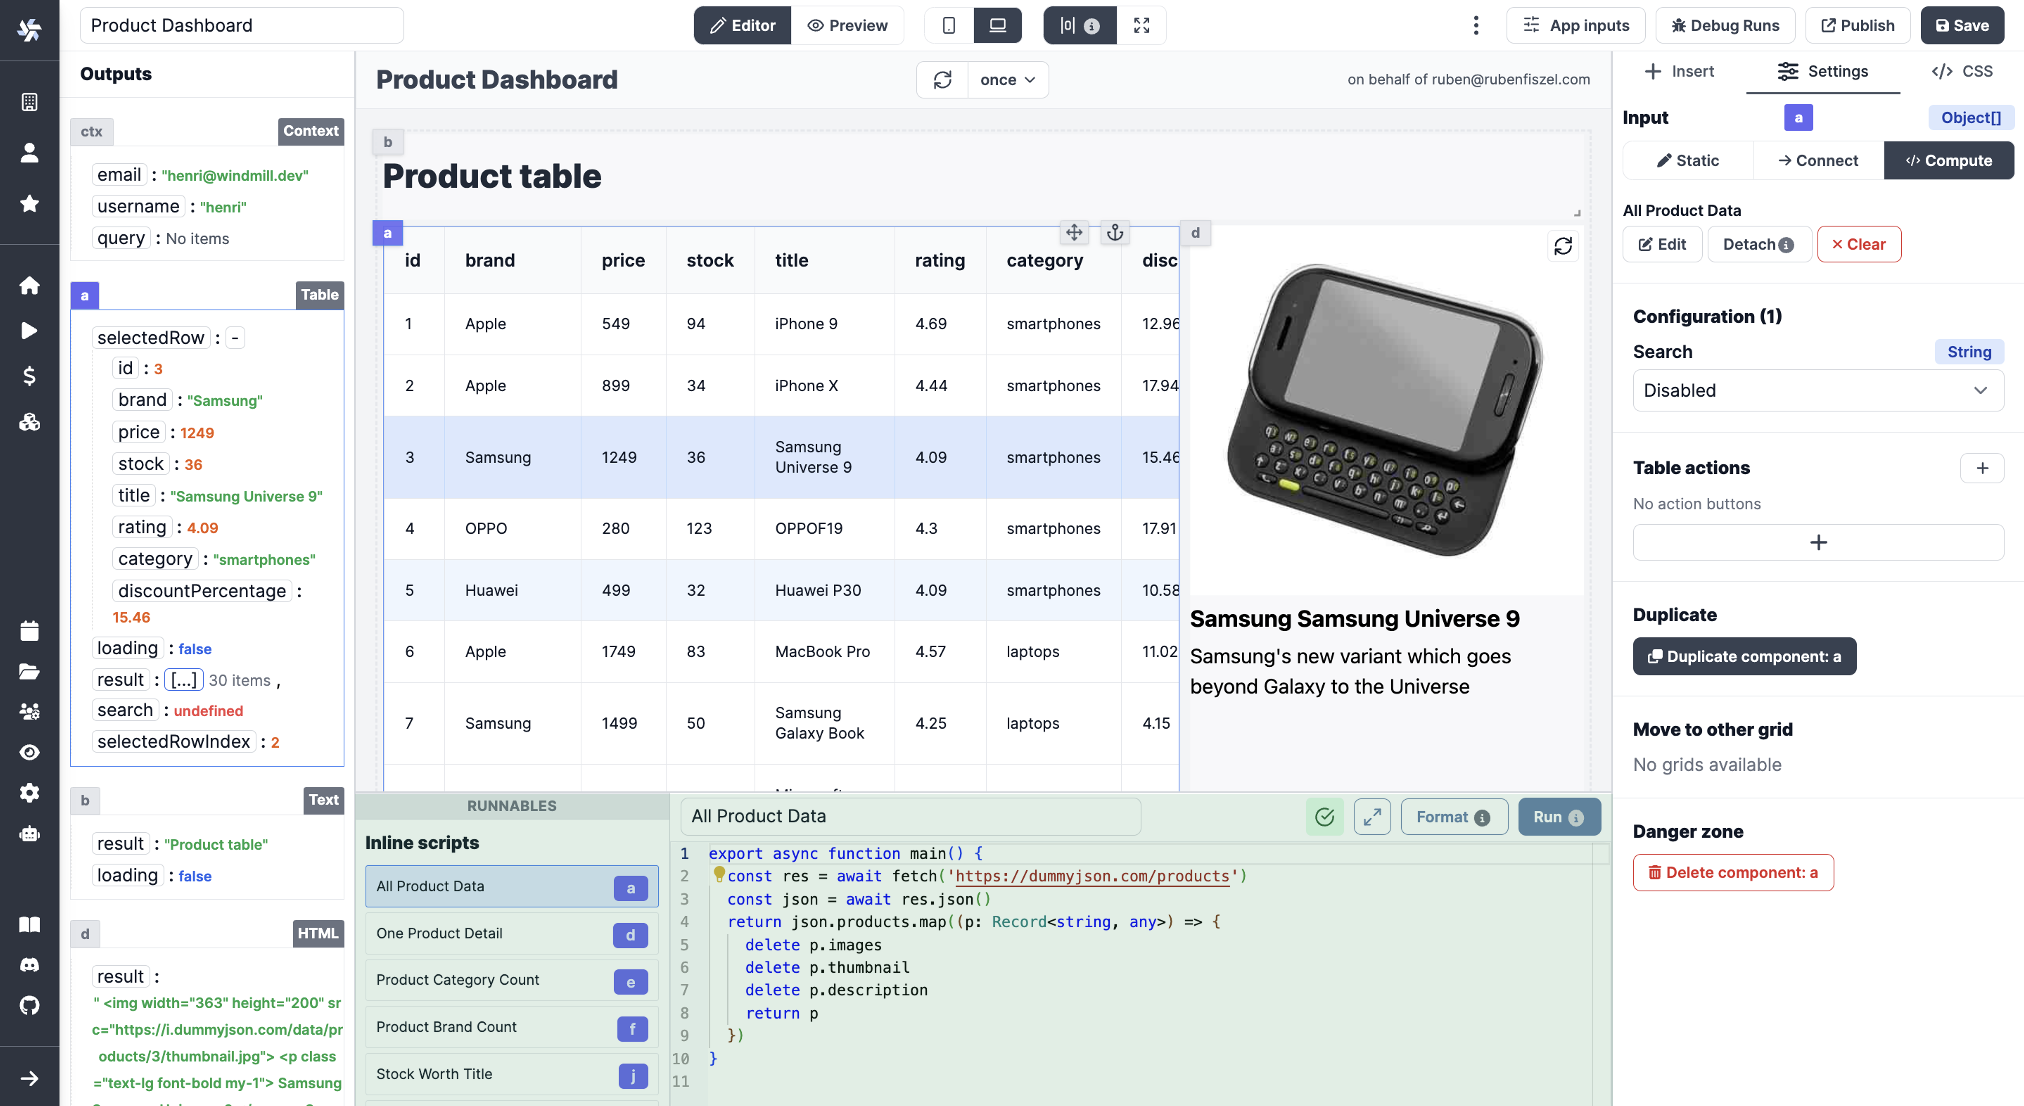 Product Dashboard
Editor
Preview
App inputs
Debug Runs
Publish
Save
Outputs
ctx
Context
email : "henri@windmill.dev"
username : "henri"
query : No items
a
Table
selectedRow : -
id : 3
brand : "Samsung"
price : 1249
stock : 36
title : "Samsung Universe 9"
rating : 4.09
category : "smartphones"
discountPercentage :
15.46
loading : false
result : [...] 30 items ,
search : undefined
selectedRowIndex : 2
b
Text
result : "Product table"
loading : false
d
HTML
result :
" <img width="363" height="200" sr
c="https://i.dummyjson.com/data/pr
oducts/3/thumbnail.jpg"> <p class
="text-lg font-bold my-1"> Samsung
Product Dashboard
once
on behalf of ruben@rubenfiszel.com
b
Product table
a
d
id brand price stock title rating category disc
1 Apple 549 94 iPhone 9 4.69 smartphones 12.96
2 Apple 899 34 iPhone X 4.44 smartphones 17.94
3 Samsung 1249 36 Samsung Universe 9 4.09 smartphones 15.46
4 OPPO 280 123 OPPOF19 4.3 smartphones 17.91
5 Huawei 499 32 Huawei P30 4.09 smartphones 10.58
6 Apple 1749 83 MacBook Pro 4.57 laptops 11.02
7 Samsung 1499 50 Samsung Galaxy Book 4.25 laptops 4.15
Samsung Samsung Universe 9
Samsung's new variant which goes
beyond Galaxy to the Universe
RUNNABLES
Inline scripts
All Product Data a
One Product Detail d
Product Category Count e
Product Brand Count f
Stock Worth Title j
All Product Data
Format
Run
1 export async function main() {
2 const res = await fetch('https://dummyjson.com/products')
3 const json = await res.json()
4 return json.products.map((p: Record<string, any>) => {
5 delete p.images
6 delete p.thumbnail
7 delete p.description
8 return p
9 })
10 }
11
Insert
Settings
CSS
Input
a
Object[]
Static
Connect
Compute
All Product Data
Edit
Detach
Clear
Configuration (1)
Search
String
Disabled
Table actions
No action buttons
Duplicate
Duplicate component: a
Move to other grid
No grids available
Danger zone
Delete component: a